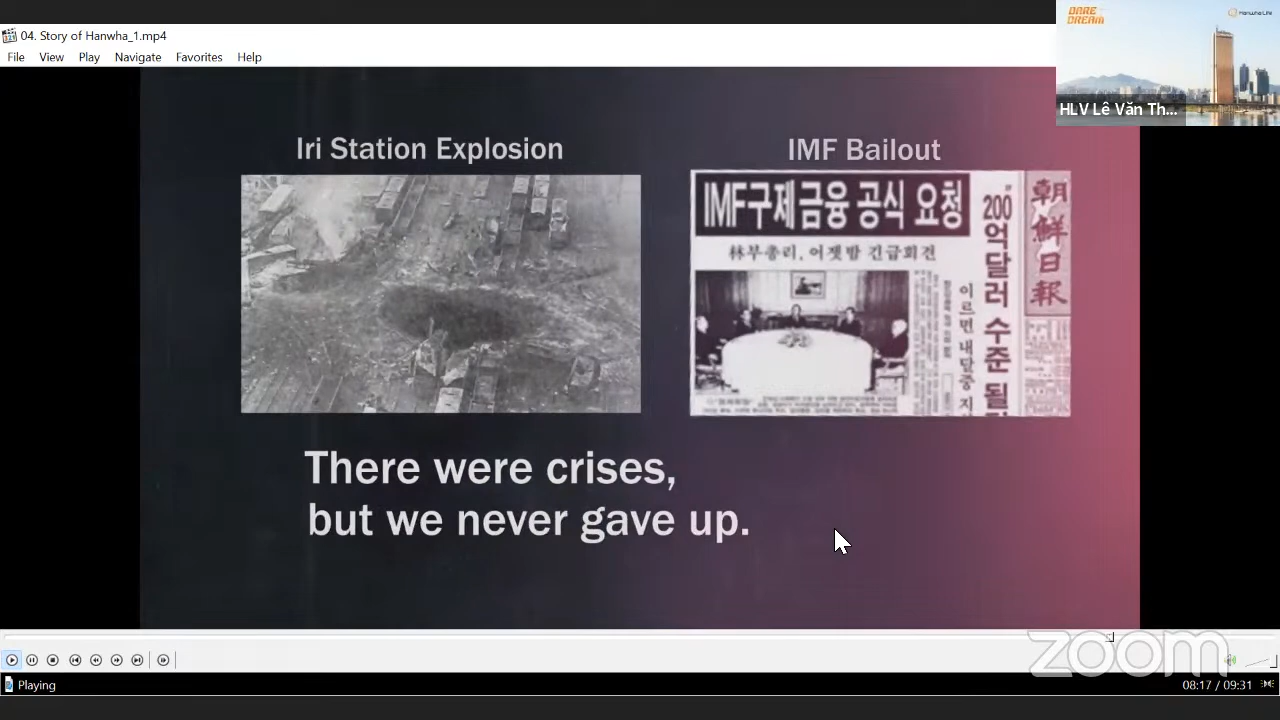 04. Story of Hanwha_1.mp4
File View Play Navigate Favorites Help
DARE DREAM
Hanwha Life
HLV Lê Văn Th...
Iri Station Explosion
IMF Bailout
IMF구제금융 공식 요청
林부총리, 어젯밤 긴급회견
200억달러 수준 될
이르면 내달중 지
朝鮮日報
There were crises,
but we never gave up.
zoom
Playing
08:17 / 09:31